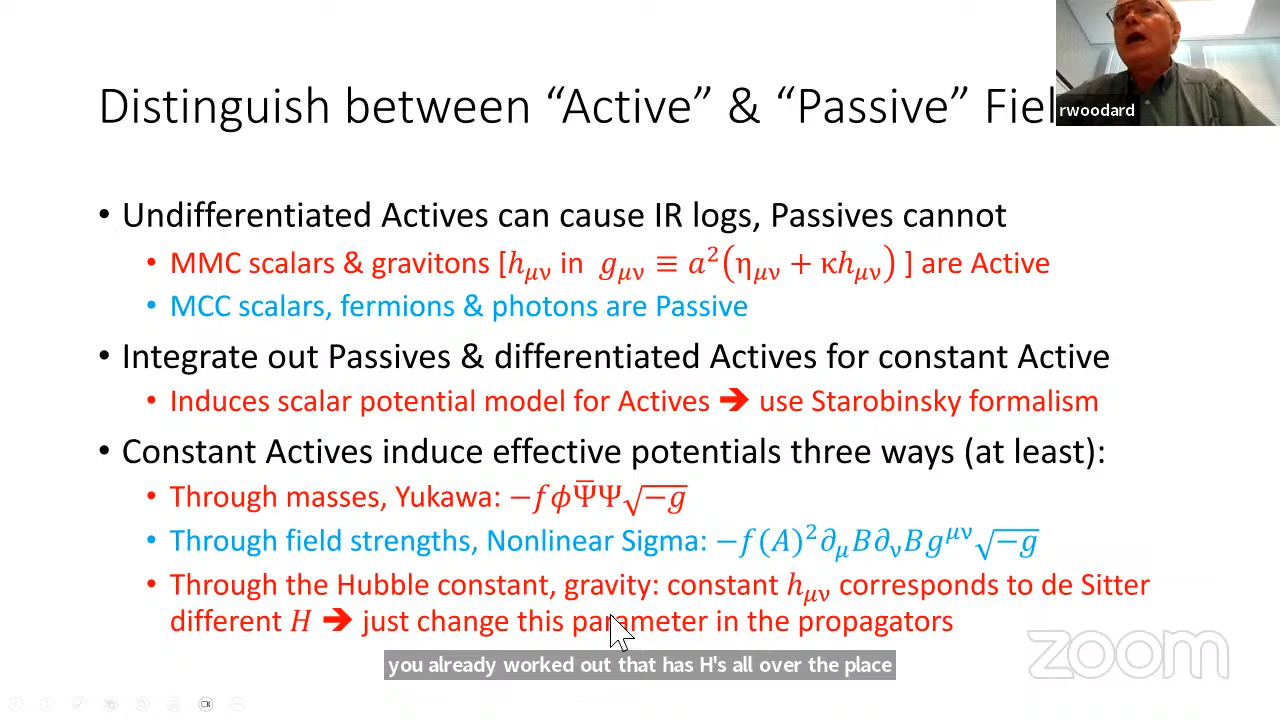 Distinguish between “Active” & “Passive” Fiel
rwoodard
• Undifferentiated Actives can cause IR logs, Passives cannot
• MMC scalars & gravitons [ℎ𝜇ν in 𝑔𝜇ν ≡ 𝑎²(η𝜇ν + κℎ𝜇ν) ] are Active
• MCC scalars, fermions & photons are Passive
• Integrate out Passives & differentiated Actives for constant Active
• Induces scalar potential model for Actives 🡺 use Starobinsky formalism
• Constant Actives induce effective potentials three ways (at least):
• Through masses, Yukawa: −𝑓𝜙Ψ̅Ψ√−𝑔
• Through field strengths, Nonlinear Sigma: −𝑓(𝐴)²∂𝜇𝐵∂ν𝐵𝑔^𝜇ν√−𝑔
• Through the Hubble constant, gravity: constant ℎ𝜇ν corresponds to de Sitter
different 𝐻 🡺 just change this parameter in the propagators
you already worked out that has H's all over the place
zoom